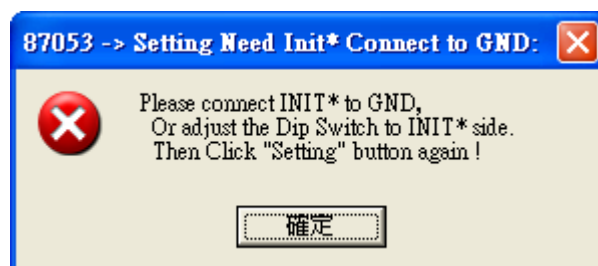 87053 -> Setting Need Init* Connect to GND:
Please connect INIT* to GND,
Or adjust the Dip Switch to INIT* side.
Then Click "Setting" button again !
確定